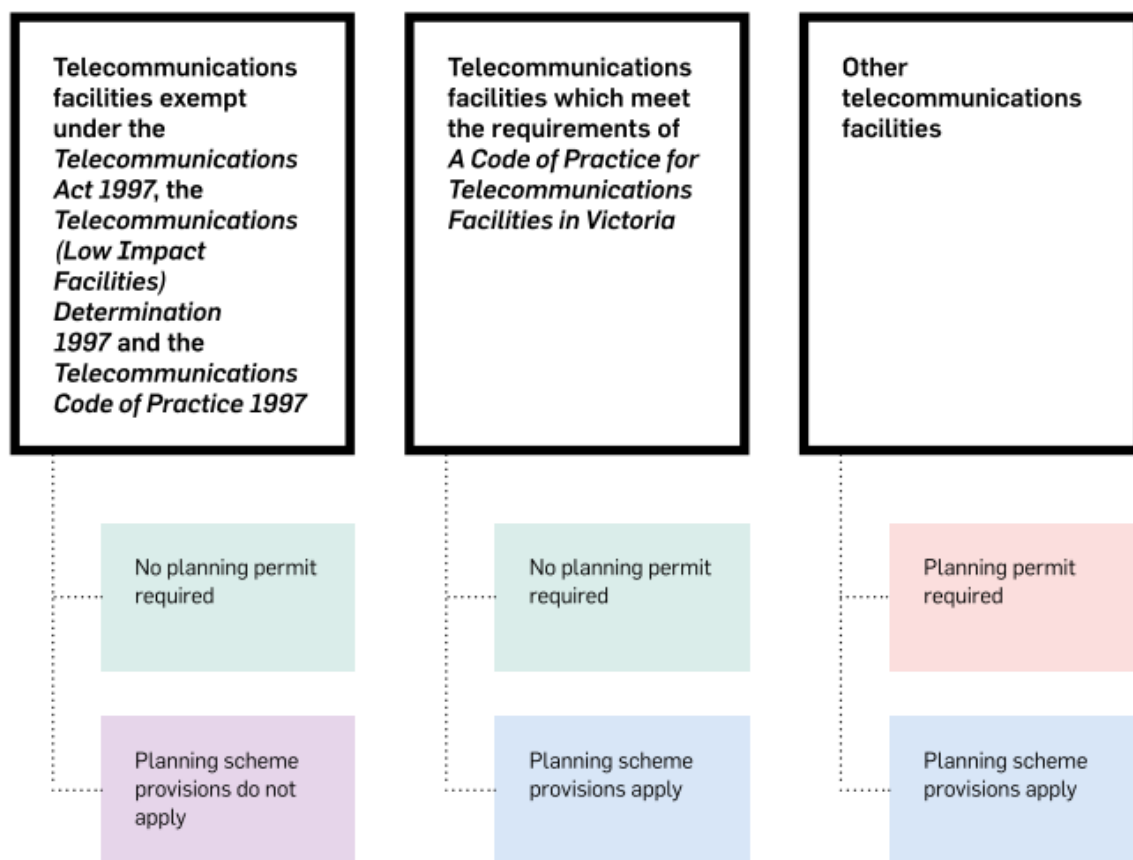 Telecommunications
facilities exempt
under the
Telecommunications
Act 1997, the
Telecommunications
(Low Impact
Facilities)
Determination
1997 and the
Telecommunications
Code of Practice 1997
No planning permit
required
Planning scheme
provisions do not
apply
Telecommunications
facilities which meet
the requirements of
A Code of Practice for
Telecommunications
Facilities in Victoria
No planning permit
required
Planning scheme
provisions apply
Other
telecommunications
facilities
Planning permit
required
Planning scheme
provisions apply